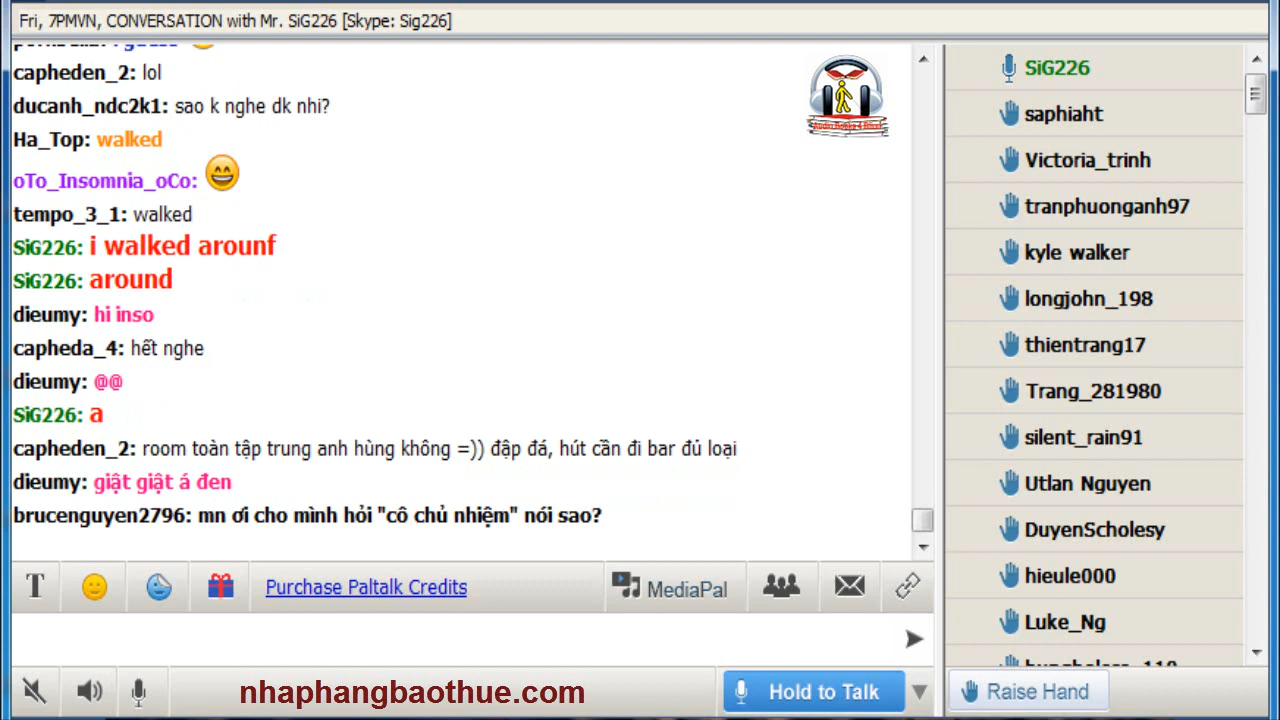 Fri, 7PMVN, CONVERSATION with Mr. SiG226 [Skype: Sig226]
capheden_2: lol
ducanh_ndc2k1: sao k nghe dk nhi?
Ha_Top: walked
oTo_Insomnia_oCo:
tempo_3_1: walked
SiG226: i walked arounf
SiG226: around
dieumy: hi inso
capheda_4: hết nghe
dieumy: @@
SiG226: a
capheden_2: room toàn tập trung anh hùng không =)) đập đá, hút cần đi bar đủ loại
dieumy: giật giật á đen
brucenguyen2796: mn ơi cho mình hỏi "cô chủ nhiệm" nói sao?
T
Purchase Paltalk Credits
MediaPal
nhaphangbaothue.com
Hold to Talk
SiG226
saphiaht
Victoria_trinh
tranphuonganh97
kyle walker
longjohn_198
thientrang17
Trang_281980
silent_rain91
Utlan Nguyen
DuyenScholesy
hieule000
Luke_Ng
Raise Hand